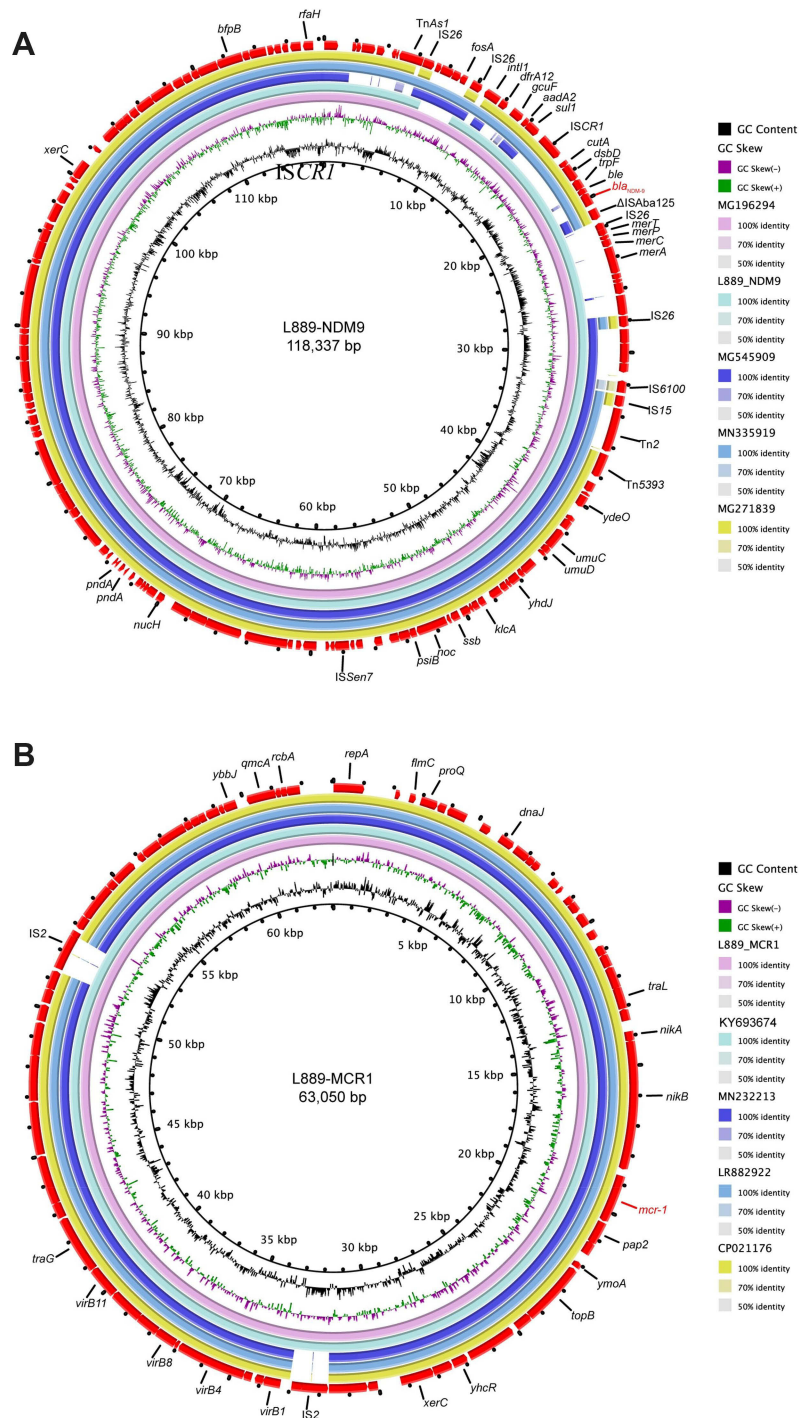 A
rfaH
bfpB
xerC
TnAs1
IS26
fosA
IS26
intI1
dfrA12
gcuF
aadA2
sul1
ISCR1
cutA
dsbD
trpF
ble
blaNDM-9
ΔISAba125
IS26
merT
merP
merC
merA
IS26
IS6100
IS15
Tn2
Tn5393
ydeO
umuC
umuD
yhdJ
klcA
ssb
noc
psiB
ISSen7
nucH
pndA
pndA
ISCR1
10 kbp
20 kbp
30 kbp
40 kbp
50 kbp
60 kbp
70 kbp
80 kbp
90 kbp
100 kbp
110 kbp
L889-NDM9
118,337 bp
GC Content
GC Skew
GC Skew(-)
GC Skew(+)
MG196294
100% identity
70% identity
50% identity
L889_NDM9
100% identity
70% identity
50% identity
MG545909
100% identity
70% identity
50% identity
MN335919
100% identity
70% identity
50% identity
MG271839
100% identity
70% identity
50% identity
B
repA
flmC
proQ
dnaJ
traL
nikA
nikB
mcr-1
pap2
ymoA
topB
yhcR
xerC
IS2
virB1
virB4
virB8
virB11
traG
IS2
ybbJ
qmcA
rcbA
5 kbp
10 kbp
15 kbp
20 kbp
25 kbp
30 kbp
35 kbp
40 kbp
45 kbp
50 kbp
55 kbp
60 kbp
L889-MCR1
63,050 bp
GC Content
GC Skew
GC Skew(-)
GC Skew(+)
L889_MCR1
100% identity
70% identity
50% identity
KY693674
100% identity
70% identity
50% identity
MN232213
100% identity
70% identity
50% identity
LR882922
100% identity
70% identity
50% identity
CP021176
100% identity
70% identity
50% identity